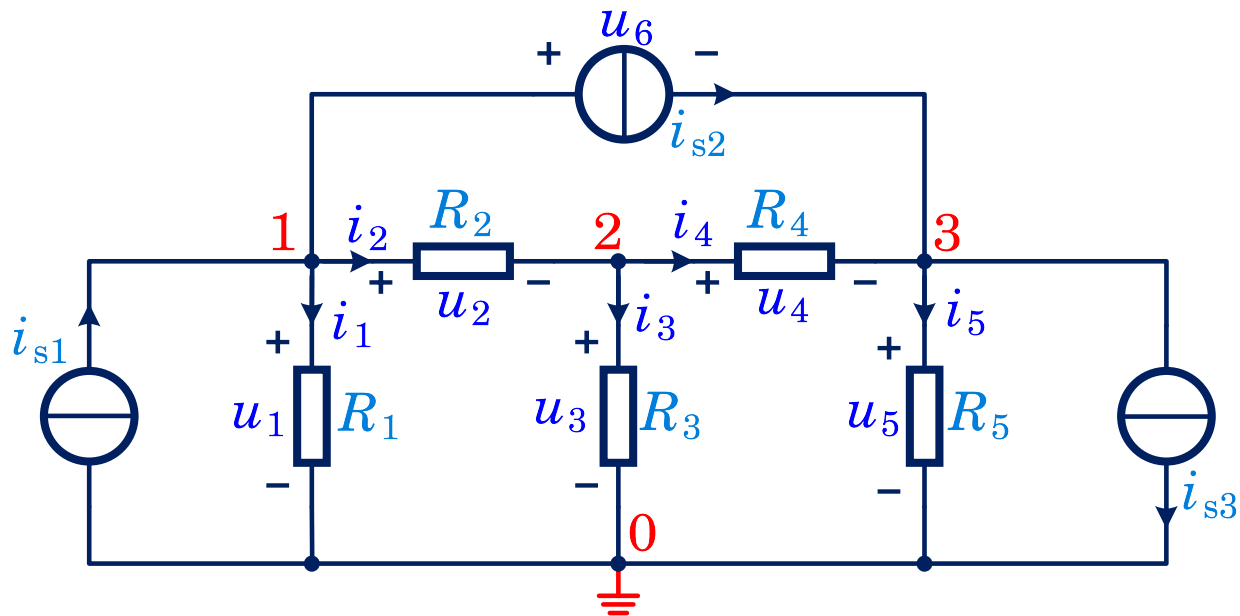 + u6 −
is2
1 i2 R2 2 i4 R4 3
+ u2 − + u4 −
is1 i1 i3 i5
+ + +
u1 R1 u3 R3 u5 R5
− − −
is3
0